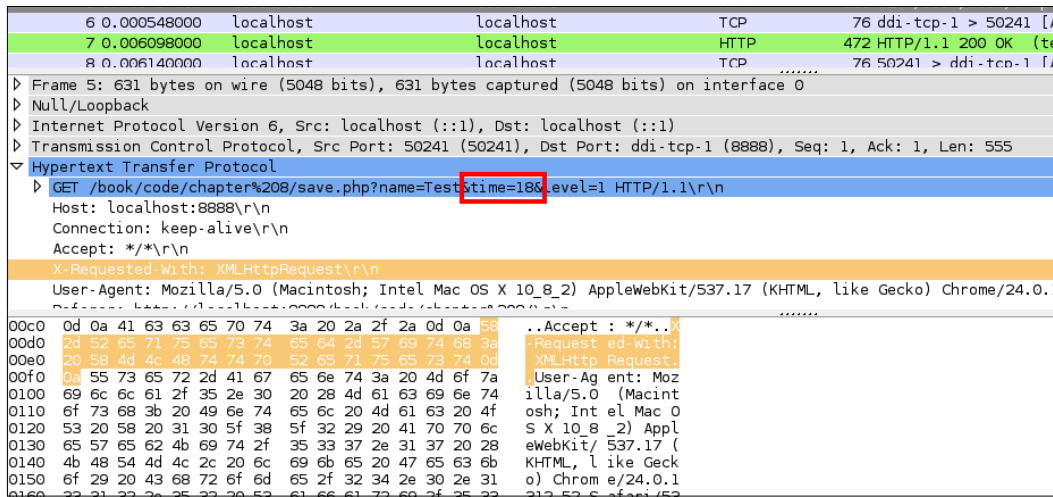 6 0.000548000 localhost localhost TCP 76 ddi-tcp-1 > 50241
7 0.006098000 localhost localhost HTTP 472 HTTP/1.1 200 OK
8 0.006140000 localhost localhost TCP 76 50241 > ddi-tcp-1
Frame 5: 631 bytes on wire (5048 bits), 631 bytes captured (5048 bits) on interface 0
Null/Loopback
Internet Protocol Version 6, Src: localhost (::1), Dst: localhost (::1)
Transmission Control Protocol, Src Port: 50241 (50241), Dst Port: ddi-tcp-1 (8888), Seq: 1, Ack: 1, Len: 555
Hypertext Transfer Protocol
GET /book/code/chapter%208/save.php?name=Test&time=18&level=1 HTTP/1.1\r\n
Host: localhost:8888\r\n
Connection: keep-alive\r\n
Accept: */*\r\n
X-Requested-With: XMLHttpRequest\r\n
User-Agent: Mozilla/5.0 (Macintosh; Intel Mac OS X 10_8_2) AppleWebKit/537.17 (KHTML, like Gecko) Chrome/24.0.
00c0 0d 0a 41 63 63 65 70 74 3a 20 2a 2f 2a 0d 0a 58 ..Accept : */*..X
00d0 2d 52 65 71 75 65 73 74 65 64 2d 57 69 74 68 3a -Request ed-With:
00e0 20 58 4d 4c 48 74 74 70 52 65 71 75 65 73 74 0d XMLHttp Request.
00f0 0a 55 73 65 72 2d 41 67 65 6e 74 3a 20 4d 6f 7a .User-Ag ent: Moz
0100 69 6c 6c 61 2f 35 2e 30 20 28 4d 61 63 69 6e 74 illa/5.0 (Macint
0110 6f 73 68 3b 20 49 6e 74 65 6c 20 4d 61 63 20 4f osh; Int el Mac O
0120 53 20 58 20 31 30 5f 38 5f 32 29 20 41 70 70 6c S X 10_8 _2) Appl
0130 65 57 65 62 4b 69 74 2f 35 33 37 2e 31 37 20 28 eWebKit/ 537.17 (
0140 4b 48 54 4d 4c 2c 20 6c 69 6b 65 20 47 65 63 6b KHTML, l ike Geck
0150 6f 29 20 43 68 72 6f 6d 65 2f 32 34 2e 30 2e 31 o) Chrom e/24.0.1